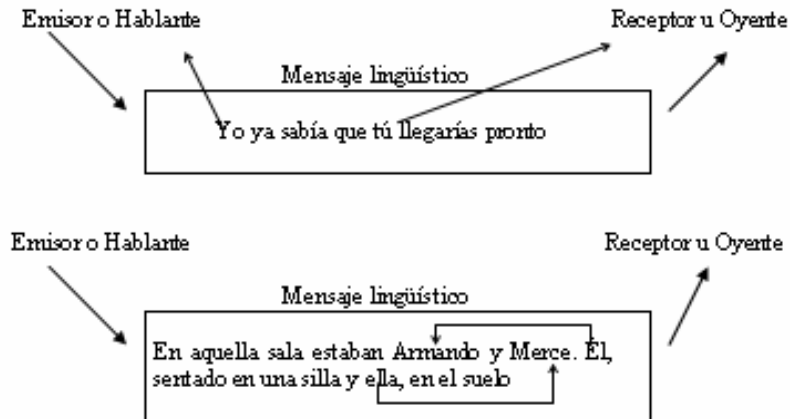 Emisor o Hablante
Receptor u Oyente
Mensaje lingüístico
Yo ya sabía que tú llegarías pronto
Emisor o Hablante
Receptor u Oyente
Mensaje lingüístico
En aquella sala estaban Armando y Merce. Él,
sentado en una silla y ella, en el suelo